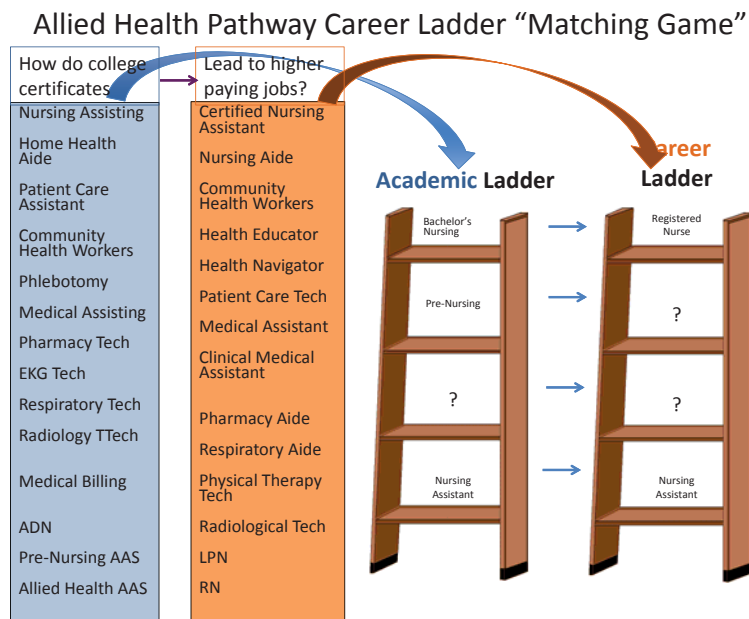 Allied Health Pathway Career Ladder “Matching Game”
How do college
certificates
Lead to higher
paying jobs?
Nursing Assisting
Home Health
Aide
Patient Care
Assistant
Community
Health Workers
Phlebotomy
Medical Assisting
Pharmacy Tech
EKG Tech
Respiratory Tech
Radiology TTech
Medical Billing
ADN
Pre-Nursing AAS
Allied Health AAS
Certified Nursing
Assistant
Nursing Aide
Community
Health Workers
Health Educator
Health Navigator
Patient Care Tech
Medical Assistant
Clinical Medical
Assistant
Pharmacy Aide
Respiratory Aide
Physical Therapy
Tech
Radiological Tech
LPN
RN
Academic Ladder
Bachelor’s
Nursing
Pre-Nursing
?
Nursing
Assistant
areer
Ladder
Registered
Nurse
?
?
Nursing
Assistant